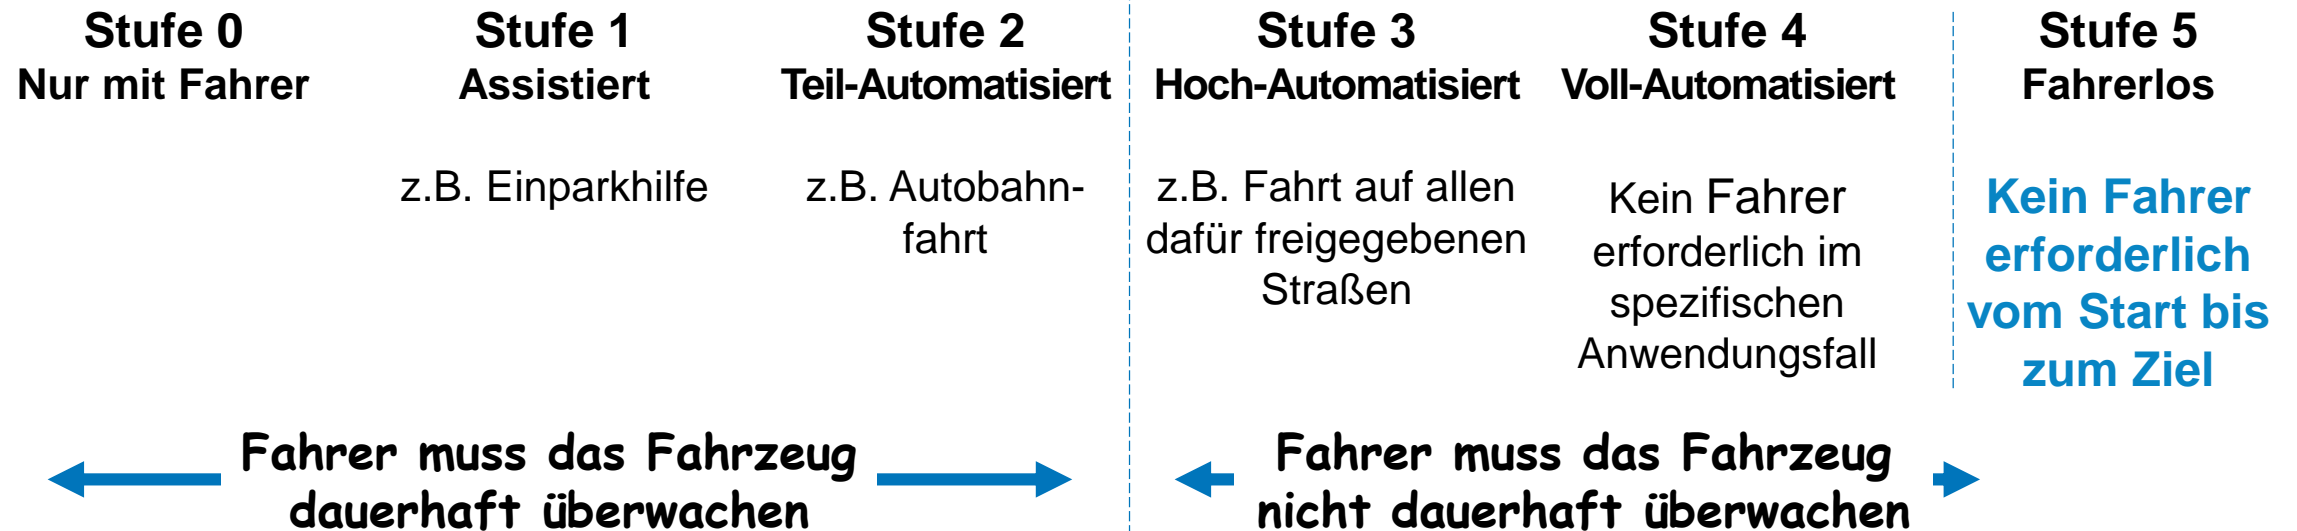 Stufe 0
Nur mit Fahrer
Stufe 1
Assistiert
z.B. Einparkhilfe
Stufe 2
Teil-Automatisiert
z.B. Autobahn-
fahrt
Stufe 3
Hoch-Automatisiert
z.B. Fahrt auf allen
dafür freigegebenen
Straßen
Stufe 4
Voll-Automatisiert
Kein Fahrer
erforderlich im
spezifischen
Anwendungsfall
Stufe 5
Fahrerlos
Kein Fahrer
erforderlich
vom Start bis
zum Ziel
Fahrer muss das Fahrzeug
dauerhaft überwachen
Fahrer muss das Fahrzeug
nicht dauerhaft überwachen